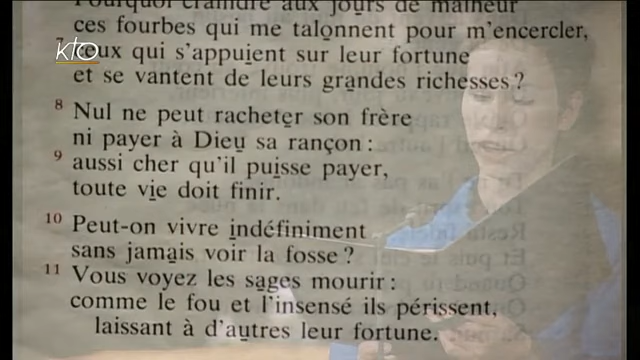 Pourquoi craindre aux jours de malheur
ces fourbes qui me talonnent pour m'encercler,
7 ceux qui s'appuient sur leur fortune
kto
et se vantent de leurs grandes richesses ?
8 Nul ne peut racheter son frère
ni payer à Dieu sa rançon :
9 aussi cher qu'il puisse payer,
toute vie doit finir.
10 Peut-on vivre indéfiniment
sans jamais voir la fosse ?
11 Vous voyez les sages mourir :
comme le fou et l'insensé ils périssent,
laissant à d'autres leur fortune.